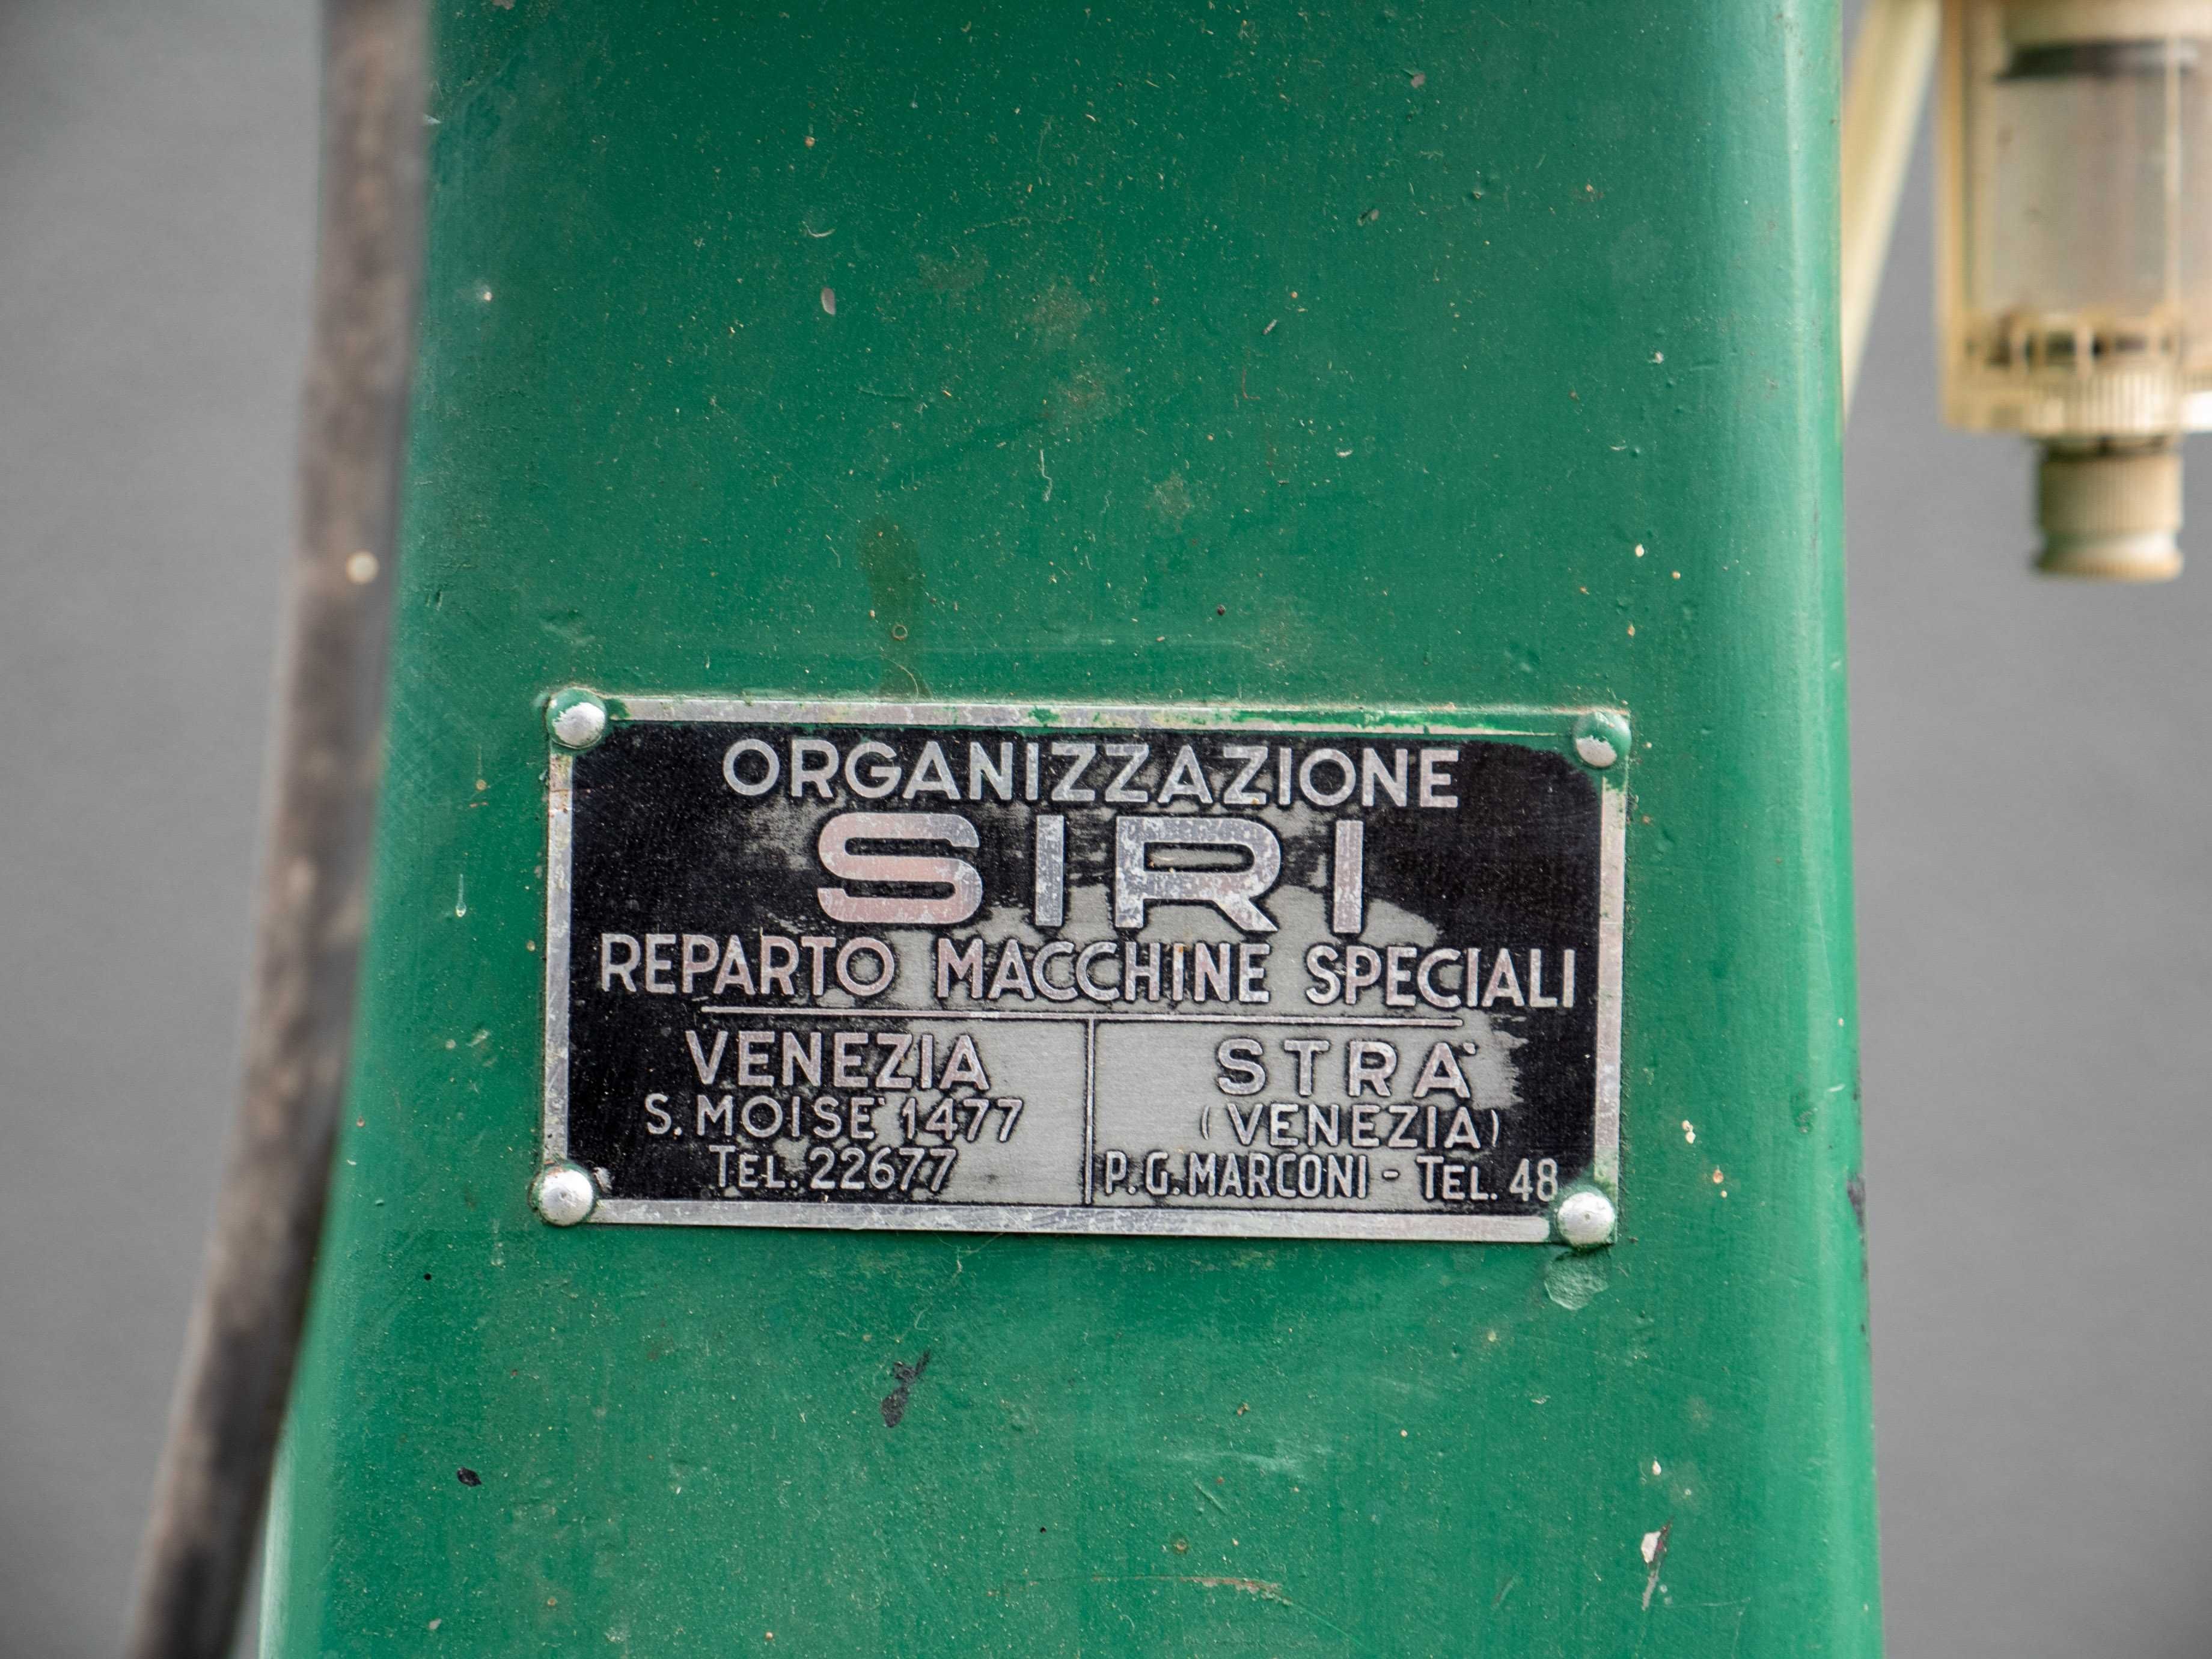 ORGANIZZAZIONE
SIRI
REPARTO MACCHINE SPECIALI
VENEZIA
S. MOISE' 1477
TEL. 22677
STRA'
(VENEZIA)
P. G. MARCONI - TEL. 48